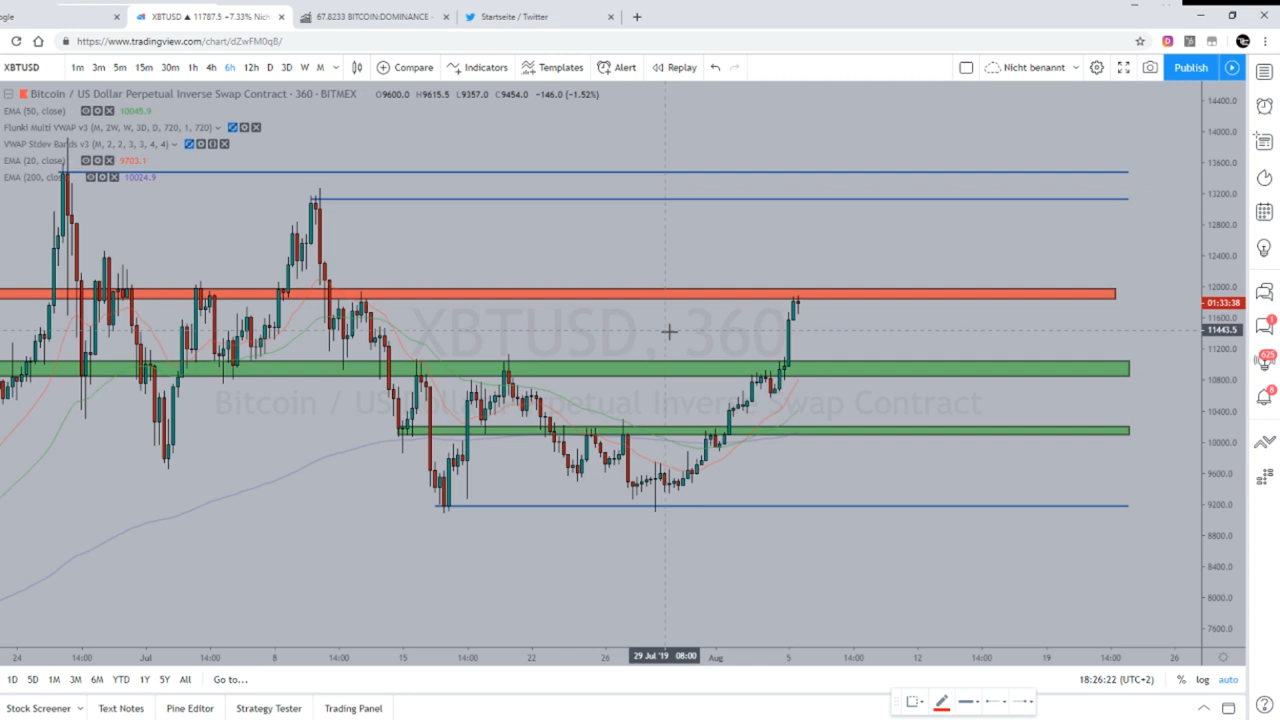 ogle
XBTUSD ▲ 11787.5 +7.33% Nich
67.8233 BITCOIN:DOMINANCE -
Startseite / Twitter
https://www.tradingview.com/chart/dZwFM0qB/
XBTUSD 1m 3m 5m 15m 30m 1h 4h 6h 12h D 3D W M Compare Indicators Templates Alert Replay Nicht benannt Publish
Bitcoin / US Dollar Perpetual Inverse Swap Contract · 360 · BITMEX O9600.0 H9615.5 L9357.0 C9454.0 -146.0 (-1.52%)
EMA (50, close) 10045.9
Flunki Multi VWAP v3 (M, 2W, W, 3D, D, 720, 1, 720)
VWAP Stdev Bands v3 (M, 2, 2, 3, 3, 4, 4)
EMA (20, close) 9703.1
EMA (200, clos 10024.9
XBTUSD, 360
Bitcoin / US Dollar Perpetual Inverse Swap Contract
14400.0
14000.0
13600.0
13200.0
12800.0
12400.0
12000.0
01:33:38
11600.0
11443.5
11200.0
10800.0
10400.0
10000.0
9600.0
9200.0
8800.0
8400.0
8000.0
7600.0
1
625
8
24 14:00 Jul 14:00 8 14:00 15 14:00 22 26 29 Jul '19 08:00 Aug 5 14:00 12 14:00 19 14:00 26
1D 5D 1M 3M 6M YTD 1Y 5Y All Go to... 18:26:22 (UTC+2) % log auto
Stock Screener Text Notes Pine Editor Strategy Tester Trading Panel